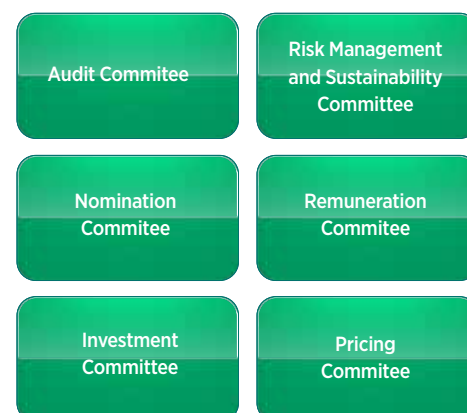 Audit Commitee
Risk Management
and Sustainability
Committee
Nomination
Commitee
Remuneration
Commitee
Investment
Committee
Pricing
Commitee